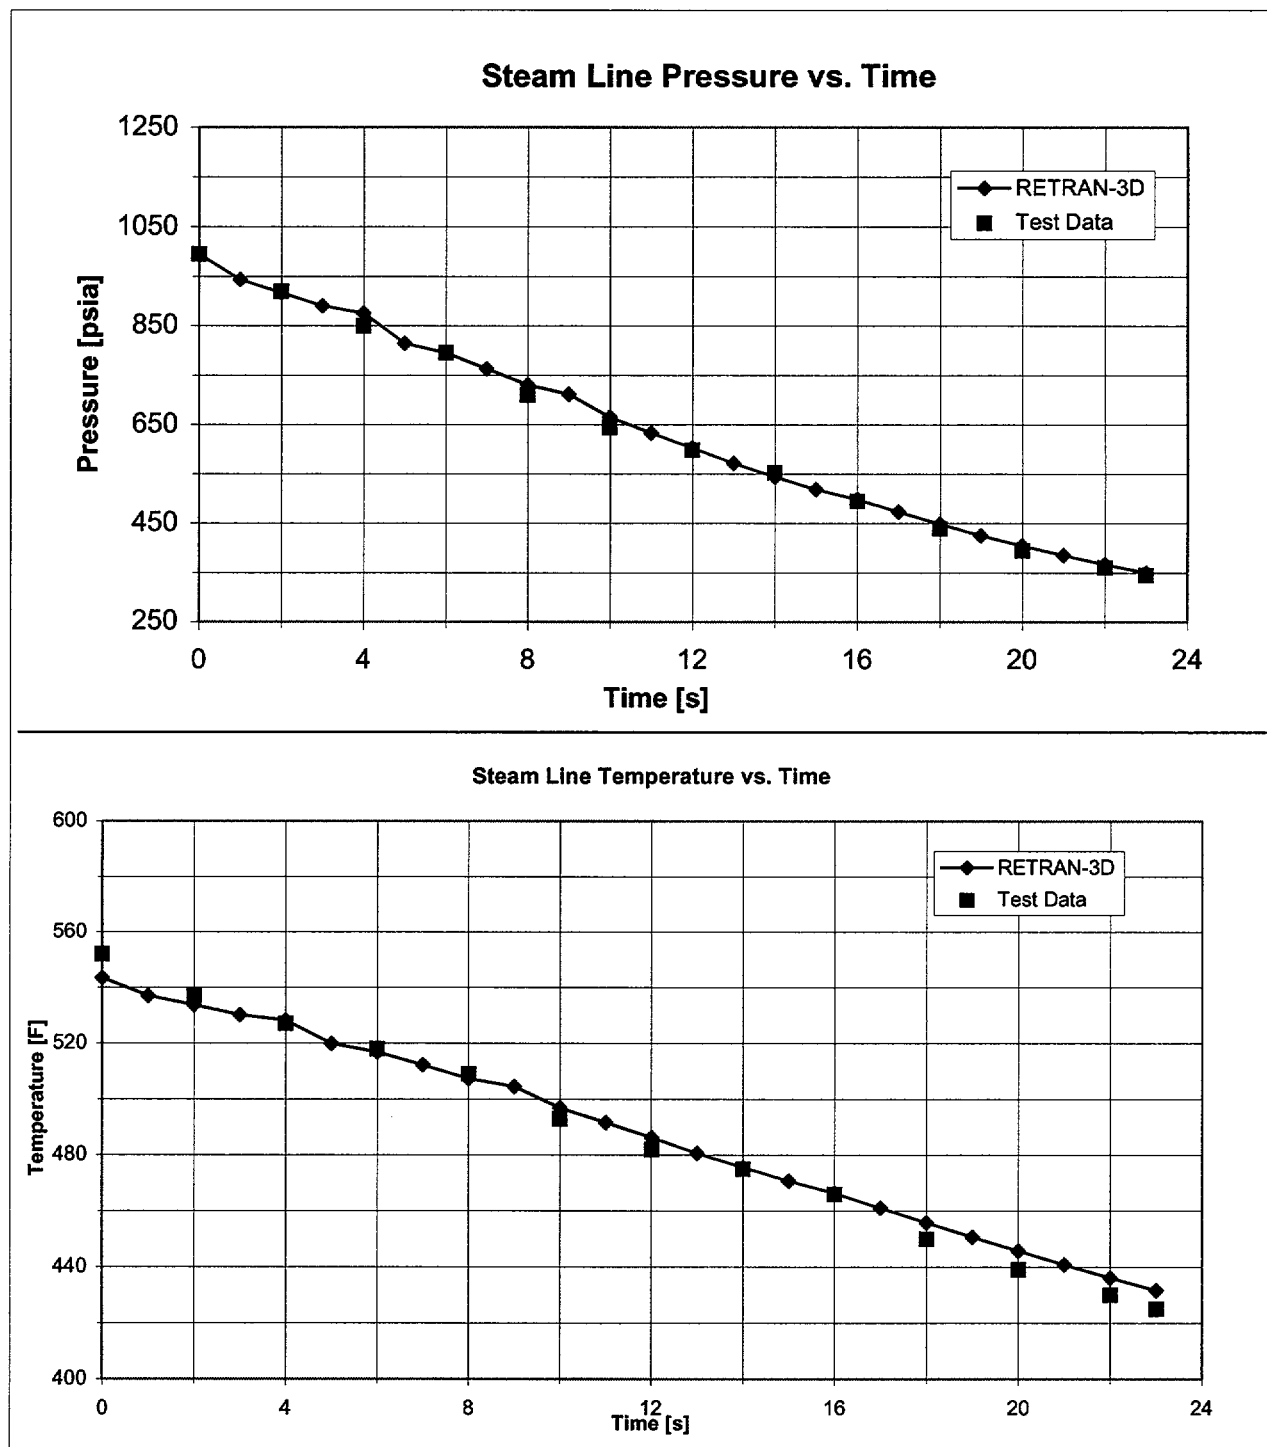 Steam Line Pressure vs. Time
1250
1050
850
650
450
250
Pressure [psia]
RETRAN-3D
Test Data
0 4 8 12 16 20 24
Time [s]
Steam Line Temperature vs. Time
600
560
520
480
440
400
Temperature [F]
RETRAN-3D
Test Data
0 4 8 12 16 20 24
Time [s]